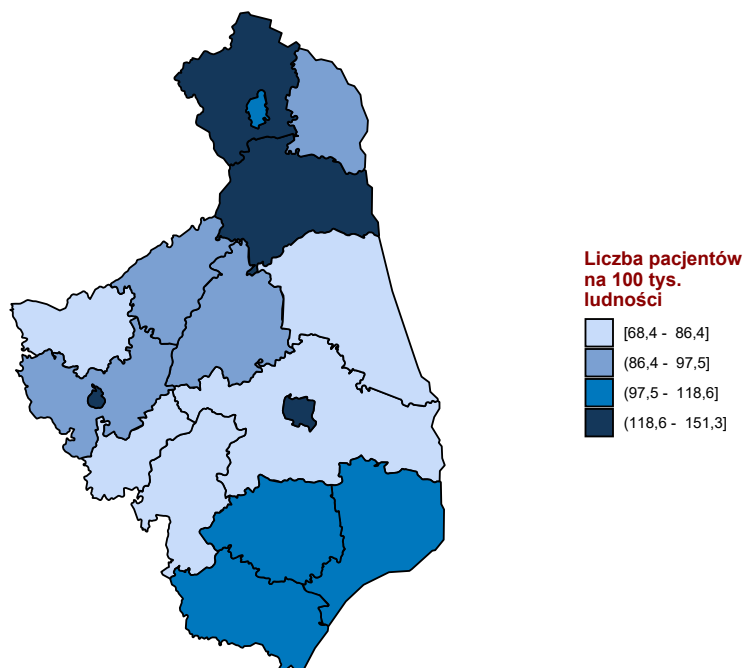 Liczba pacjentów
na 100 tys.
ludności
[68,4 - 86,4]
(86,4 - 97,5]
(97,5 - 118,6]
(118,6 - 151,3]